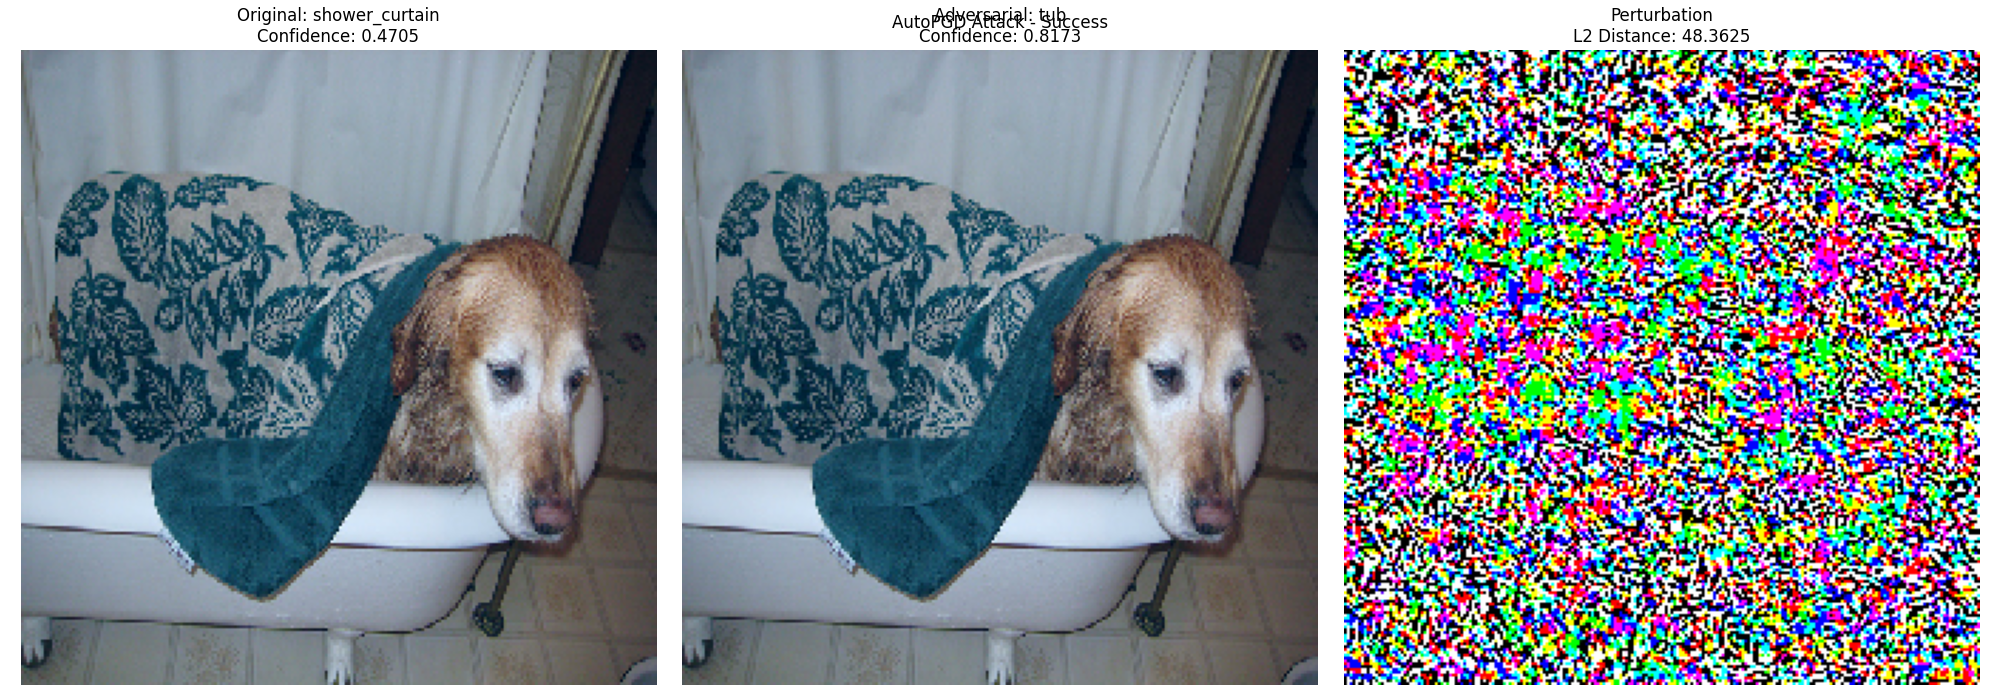 Original: shower_curtain
Confidence: 0.4705
Adversarial: tub
AutoPGD Attack - Success
Confidence: 0.8173
Perturbation
L2 Distance: 48.3625